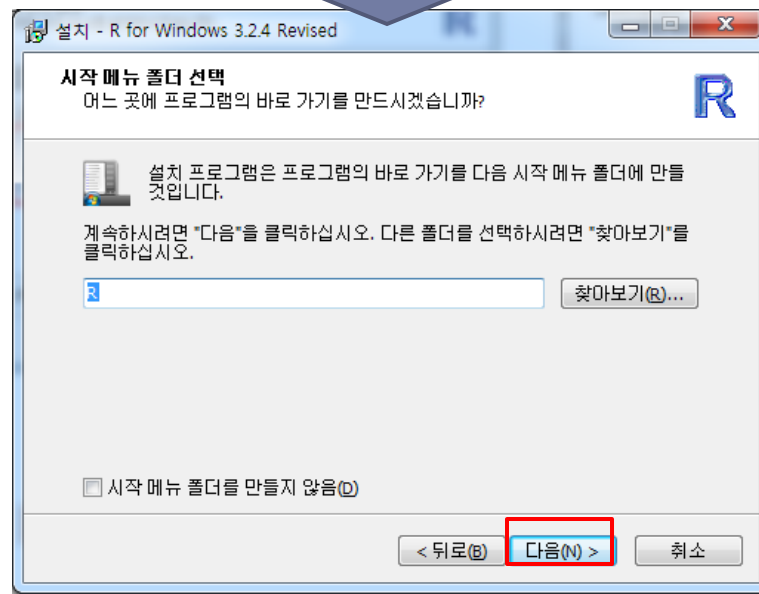 설치 - R for Windows 3.2.4 Revised
시작 메뉴 폴더 선택
어느 곳에 프로그램의 바로 가기를 만드시겠습니까?
R
설치 프로그램은 프로그램의 바로 가기를 다음 시작 메뉴 폴더에 만들
것입니다.
계속하시려면 "다음"을 클릭하십시오. 다른 폴더를 선택하시려면 "찾아보기"를
클릭하십시오.
R
찾아보기(R)...
시작 메뉴 폴더를 만들지 않음(D)
< 뒤로(B) 다음(N) > 취소